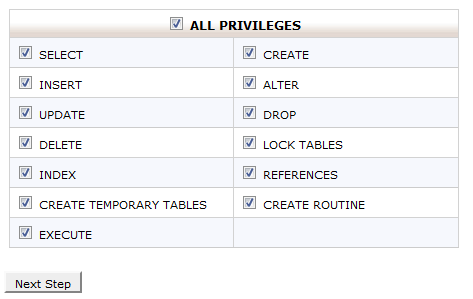 ALL PRIVILEGES
SELECT CREATE
INSERT ALTER
UPDATE DROP
DELETE LOCK TABLES
INDEX REFERENCES
CREATE TEMPORARY TABLES CREATE ROUTINE
EXECUTE
Next Step